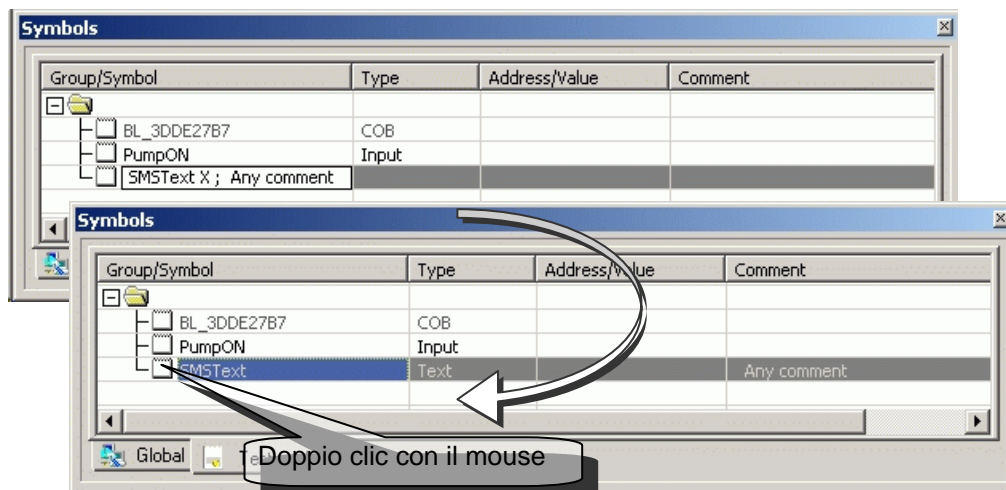 Symbols
Group/Symbol Type Address/Value Comment
BL_3DDE27B7 COB
PumpON Input
SMSText X ; Any comment
Symbols
Group/Symbol Type Address/Value Comment
BL_3DDE27B7 COB
PumpON Input
SMSText Text Any comment
Global
Doppio clic con il mouse